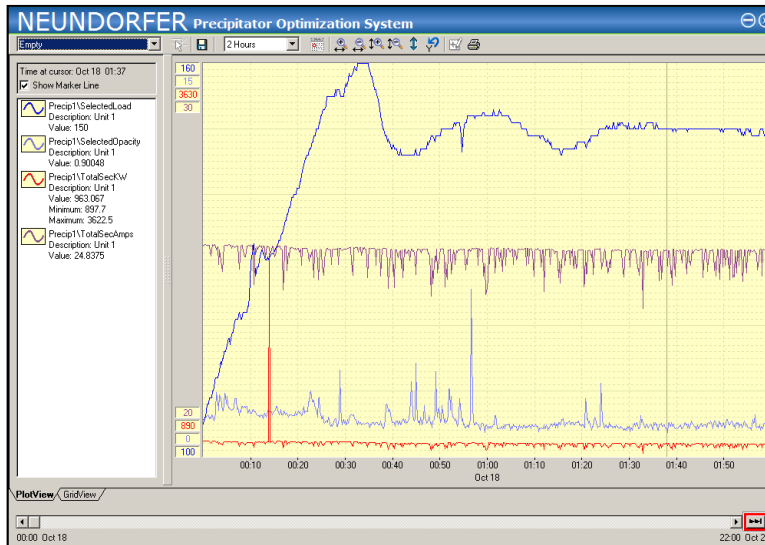 NEUNDORFER Precipitator Optimization System
Empty
2 Hours
Time at cursor: Oct 18 01:37
Show Marker Line
Precip1\SelectedLoad
Description: Unit 1
Value: 150
Precip1\SelectedOpacity
Description: Unit 1
Value: 0.90048
Precip1\TotalSecKW
Description: Unit 1
Value: 963.067
Minimum: 897.7
Maximum: 3622.5
Precip1\TotalSecAmps
Description: Unit 1
Value: 24.8375
160
15
3630
30
20
890
0
100
00:10 00:20 00:30 00:40 00:50 01:00 01:10 01:20 01:30 01:40 01:50
Oct 18
PlotView GridView
00:00 Oct 18
22:00 Oct 2